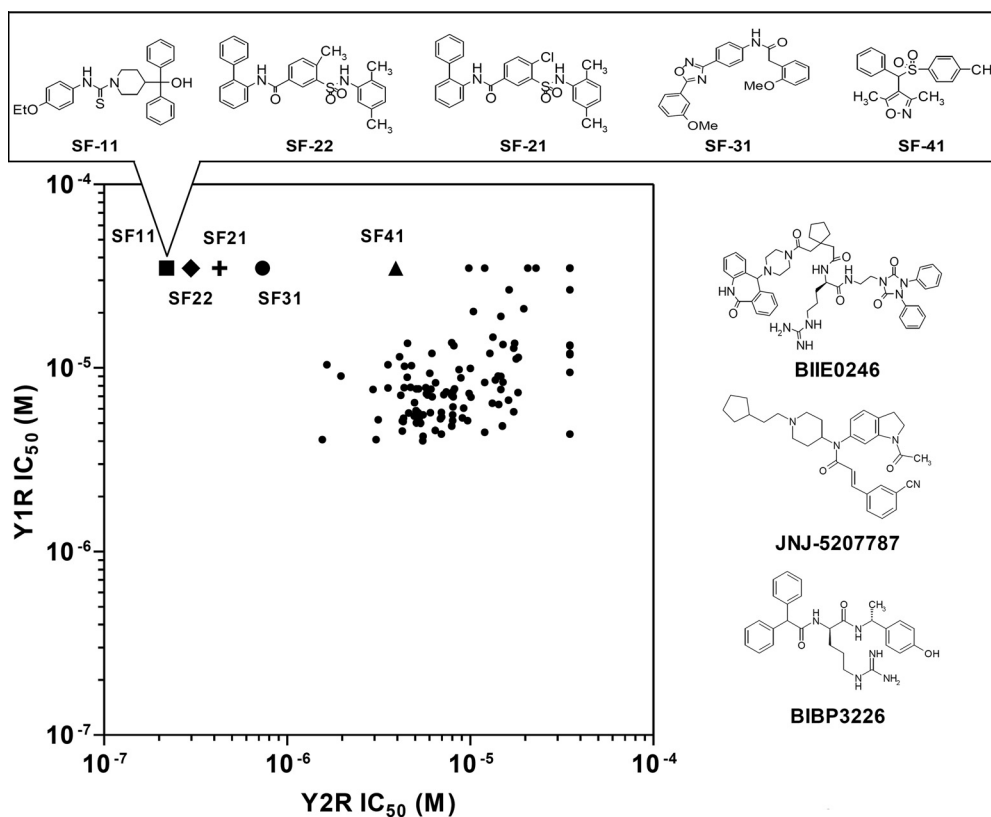 H
N
N
S
EtO
OH
SF-11
CH3
H
N
O
O
S
O
H
N
CH3
CH3
SF-22
Cl
H
N
O
O
S
O
H
N
CH3
CH3
SF-21
H
N
O
N
O
N
MeO
OMe
SF-31
O
O
S
CH
H3C
CH3
O-N
SF-41
10-4
10-5
10-6
10-7
Y1R IC50 (M)
SF11
SF21
SF41
SF22
SF31
10-7
10-6
10-5
10-4
Y2R IC50 (M)
O
N
O
N
HN
H
N
O
N
O
N
N
O
HN
O
H2N
N
H
NH
BIIE0246
N
N
N
O
O
CH3
CN
JNJ-5207787
O
CH3
H
N
N
H
O
OH
NH
N
H
NH2
BIBP3226